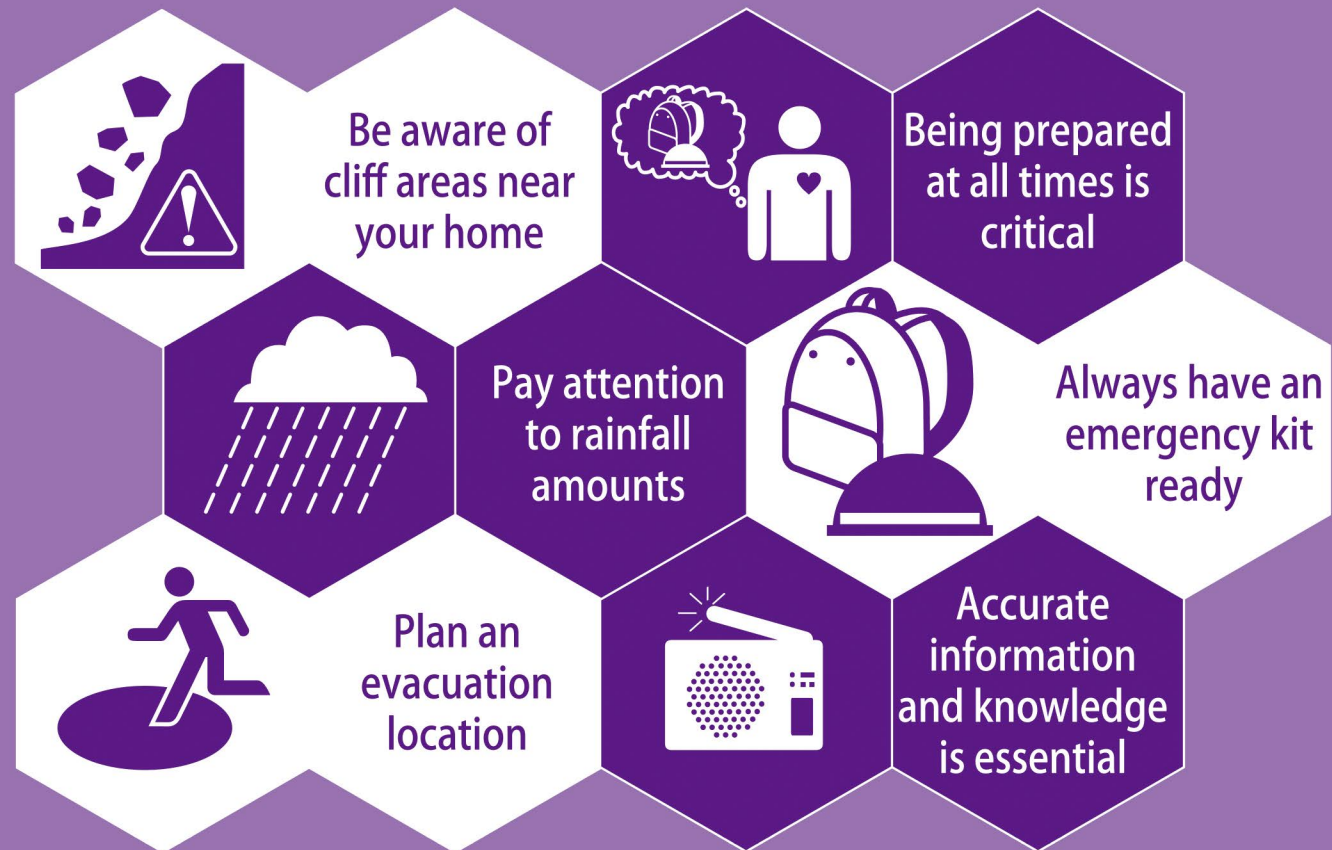 Be aware of
cliff areas near
your home
Being prepared
at all times is
critical
Pay attention
to rainfall
amounts
Always have an
emergency kit
ready
Plan an
evacuation
location
Accurate
information
and knowledge
is essential